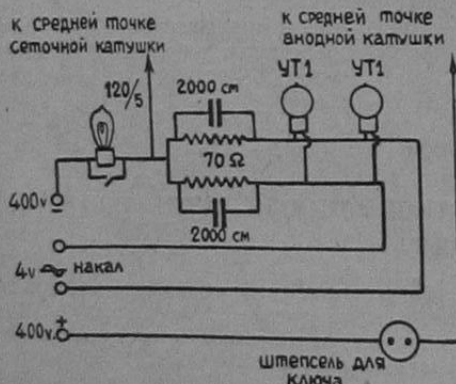 к средней точке
сеточной катушки
к средней точке
анодной катушки
УТ1
УТ1
120/5
2000 см
70 Ω
2000 см
400v
4v накал
400v.
+
штепсель для
ключа